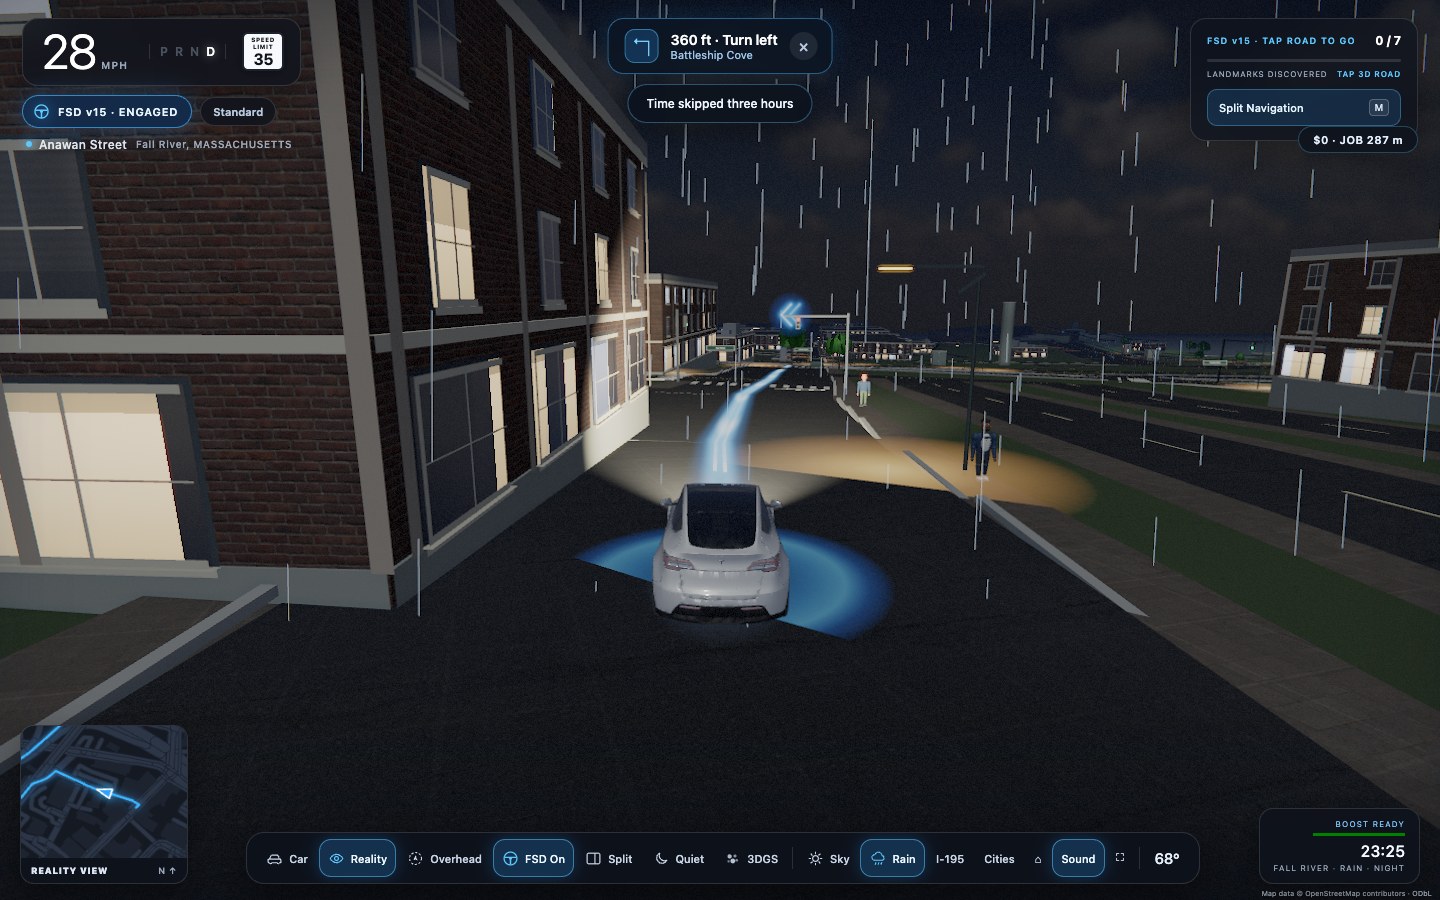 28 MPH
P R N D
SPEED
LIMIT
35
FSD v15 · ENGAGED
Standard
Anawan Street Fall River, MASSACHUSETTS
360 ft · Turn left
Battleship Cove
×
Time skipped three hours
FSD v15 · TAP ROAD TO GO 0 / 7
LANDMARKS DISCOVERED TAP 3D ROAD
Split Navigation M
$0 · JOB 287 m
REALITY VIEW N ↑
Car
Reality
Overhead
FSD On
Split
Quiet
3DGS
Sky
Rain
I-195
Cities
Sound
68°
BOOST READY
23:25
FALL RIVER · RAIN · NIGHT
Map data © OpenStreetMap contributors · ODbL